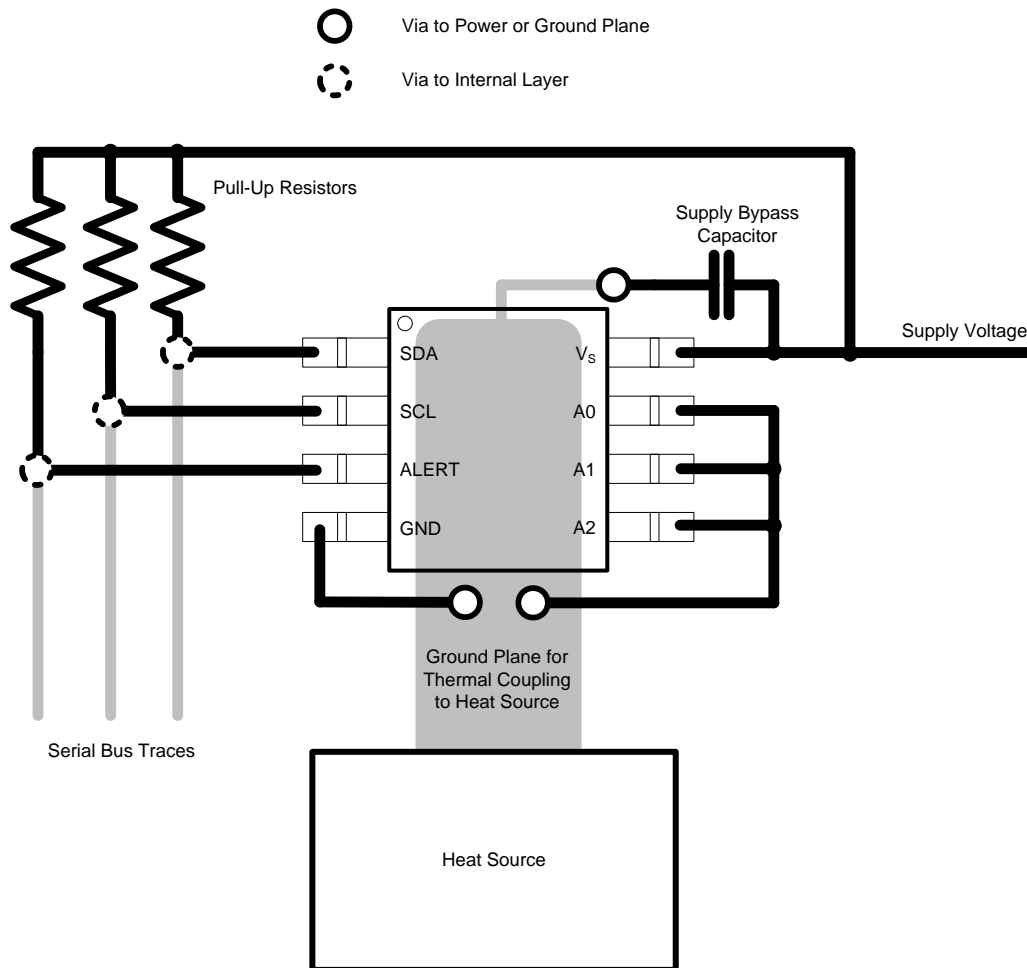 Via to Power or Ground Plane
Via to Internal Layer
Pull-Up Resistors
Supply Bypass
Capacitor
Supply Voltage
SDA
SCL
ALERT
GND
VS
A0
A1
A2
Ground Plane for
Thermal Coupling
to Heat Source
Serial Bus Traces
Heat Source